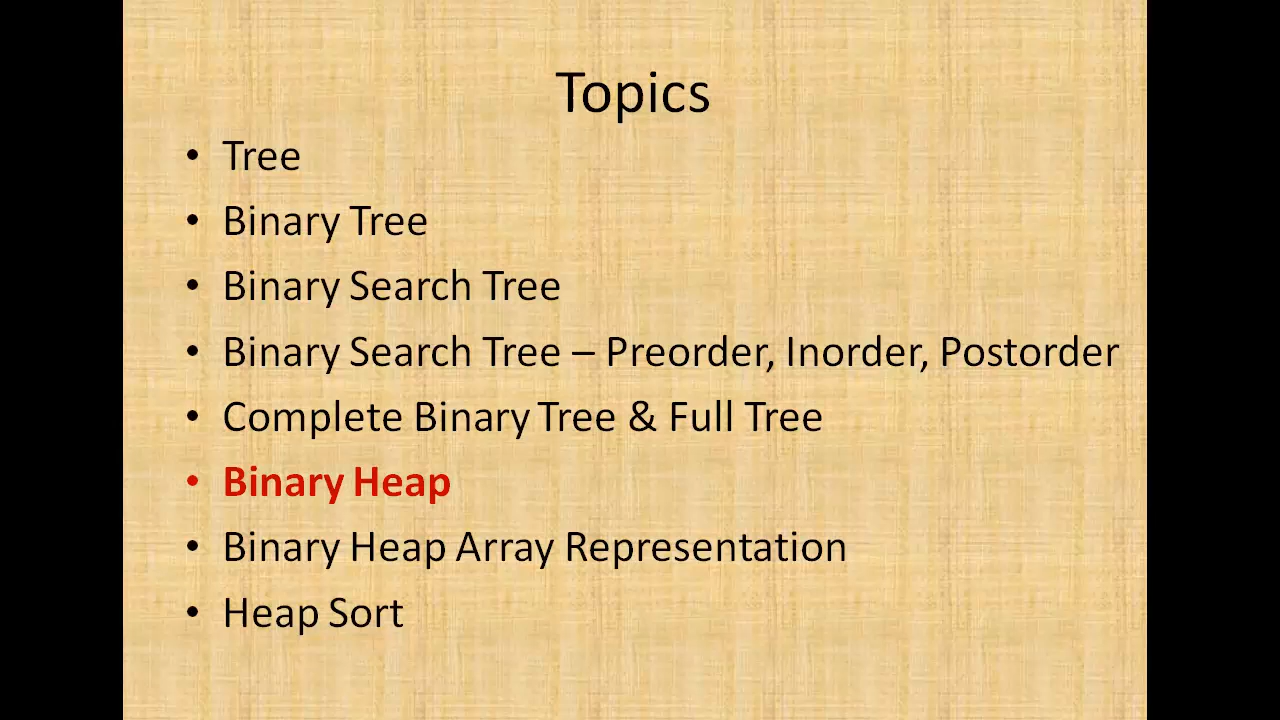 Topics
• Tree
• Binary Tree
• Binary Search Tree
• Binary Search Tree – Preorder, Inorder, Postorder
• Complete Binary Tree & Full Tree
• Binary Heap
• Binary Heap Array Representation
• Heap Sort